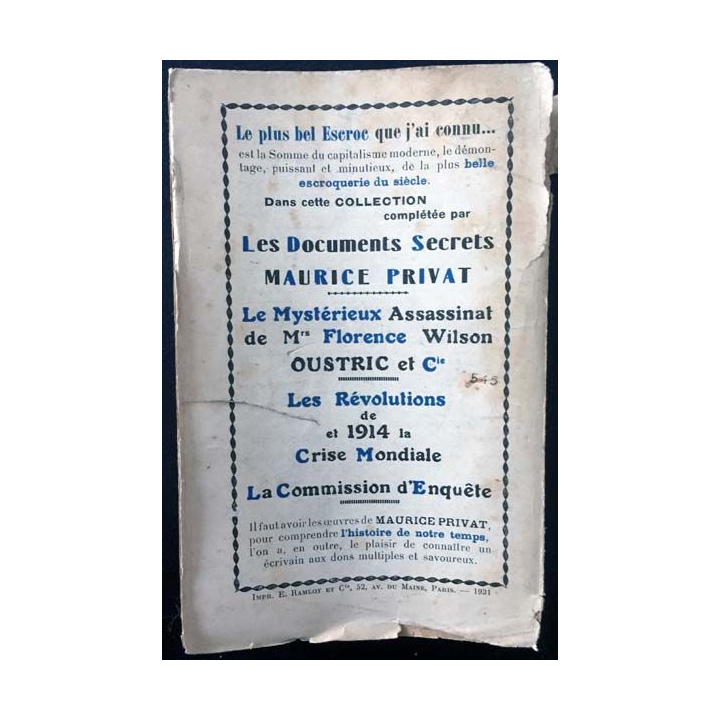 Le plus bel Escroc que j'ai connu...
est la Somme du capitalisme moderne, le démon-
tage, puissant et minutieux, de la plus belle
escroquerie du siècle.
Dans cette COLLECTION
complétée par
Les Documents Secrets
MAURICE PRIVAT
Le Mystérieux Assassinat
de Mrs Florence Wilson
OUSTRIC et Cie
545
Les Révolutions
de
et 1914 la
Crise Mondiale
La Commission d'Enquête
Il faut avoir les œuvres de MAURICE PRIVAT,
pour comprendre l'histoire de notre temps,
l'on a, en outre, le plaisir de connaître un
écrivain aux dons multiples et savoureux.
IMPR. E. RAMLOT ET Cie, 52, AV. DU MAINE, PARIS. — 1931